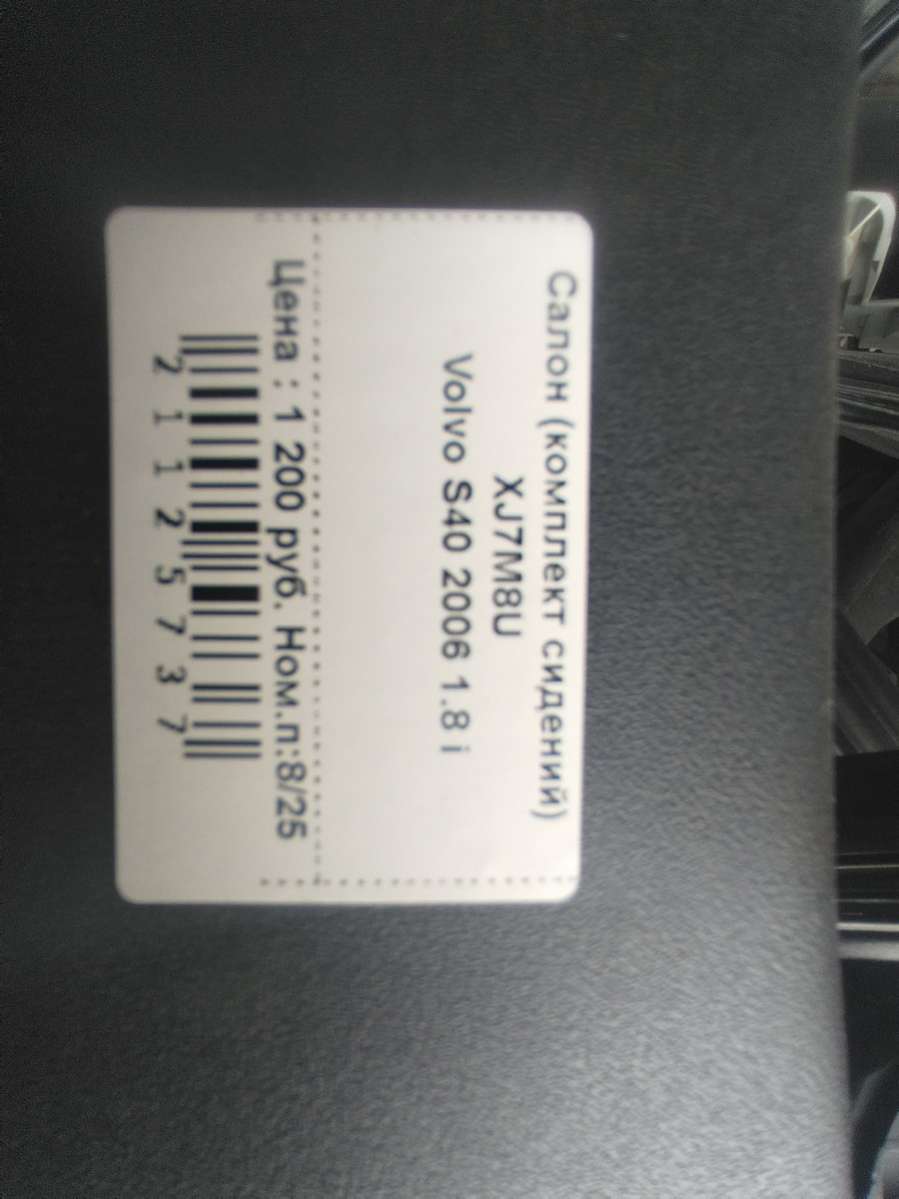 Салон (комплект сидений)
XJ7M8U
Volvo S40 2006 1.8 i
Цена : 1 200 руб. Ном.п:8/25
2 1 1 2 5 7 3 7